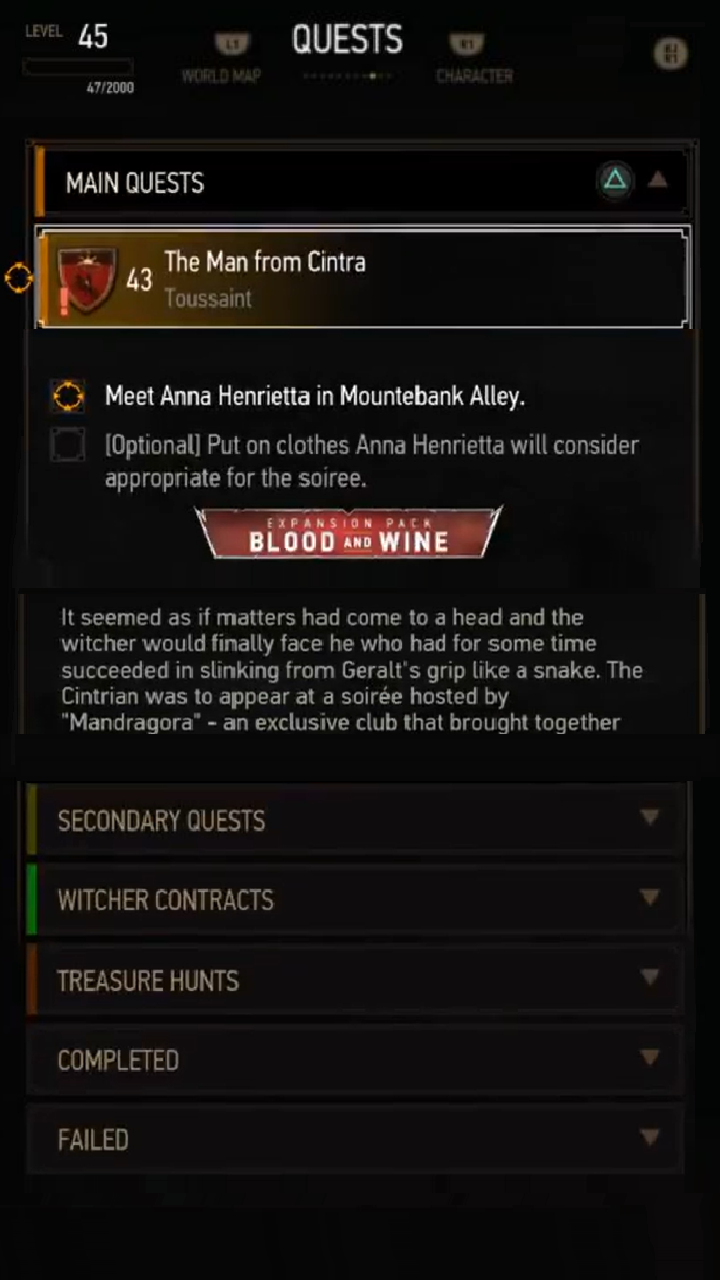 LEVEL 45
47/2000
L1
WORLD MAP
QUESTS
R1
CHARACTER
MAIN QUESTS
43 The Man from Cintra
Toussaint
Meet Anna Henrietta in Mountebank Alley.
[Optional] Put on clothes Anna Henrietta will consider
appropriate for the soiree.
EXPANSION PACK
BLOOD AND WINE
It seemed as if matters had come to a head and the
witcher would finally face he who had for some time
succeeded in slinking from Geralt's grip like a snake. The
Cintrian was to appear at a soirée hosted by
"Mandragora" - an exclusive club that brought together
SECONDARY QUESTS
WITCHER CONTRACTS
TREASURE HUNTS
COMPLETED
FAILED